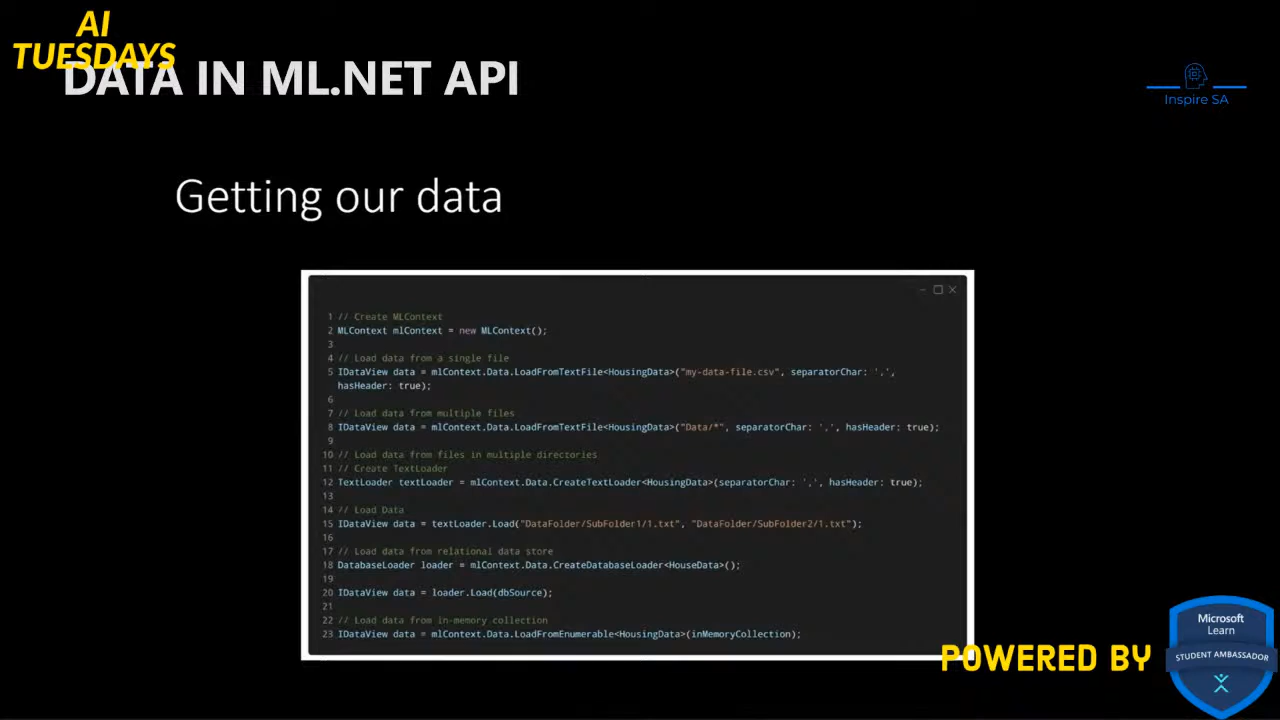 AI
TUESDAYS
DATA IN ML.NET API
Inspire SA
Getting our data
1 // Create MLContext
2 MLContext mlContext = new MLContext();
3
4 // Load data from a single file
5 IDataView data = mlContext.Data.LoadFromTextFile<HousingData>("my-data-file.csv", separatorChar: ',',
hasHeader: true);
6
7 // Load data from multiple files
8 IDataView data = mlContext.Data.LoadFromTextFile<HousingData>("Data/*", separatorChar: ',', hasHeader: true);
9
10 // Load data from files in multiple directories
11 // Create TextLoader
12 TextLoader textLoader = mlContext.Data.CreateTextLoader<HousingData>(separatorChar: ',', hasHeader: true);
13
14 // Load Data
15 IDataView data = textLoader.Load("DataFolder/SubFolder1/1.txt", "DataFolder/SubFolder2/1.txt");
16
17 // Load data from relational data store
18 DatabaseLoader loader = mlContext.Data.CreateDatabaseLoader<HouseData>();
19
20 IDataView data = loader.Load(dbSource);
21
22 // Load data from in-memory collection
23 IDataView data = mlContext.Data.LoadFromEnumerable<HousingData>(inMemoryCollection);
POWERED BY
Microsoft
Learn
STUDENT AMBASSADOR